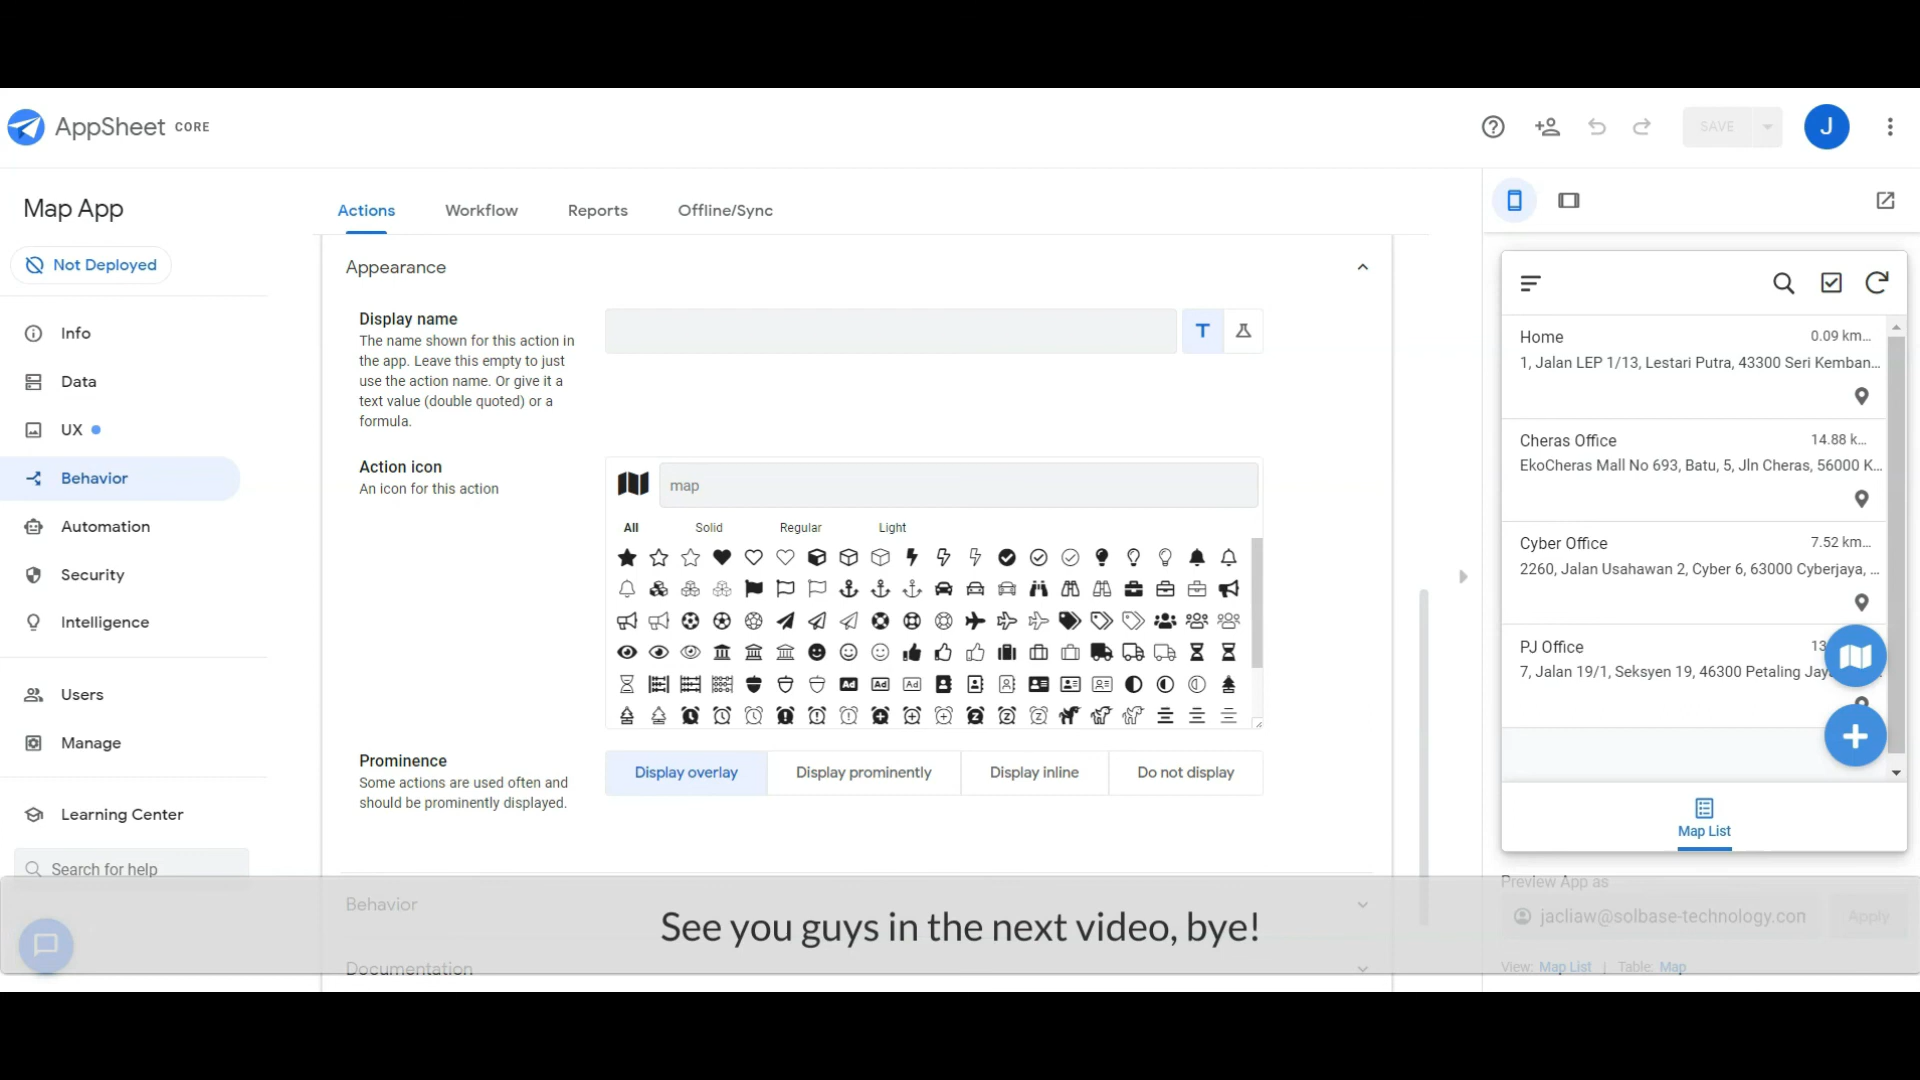 AppSheet CORE
SAVE
J
Map App
Not Deployed
Info
Data
UX
Behavior
Automation
Security
Intelligence
Users
Manage
Learning Center
Search for help
Actions
Workflow
Reports
Offline/Sync
Appearance
Display name
The name shown for this action in
the app. Leave this empty to just
use the action name. Or give it a
text value (double quoted) or a
formula.
Action icon
An icon for this action
map
All
Solid
Regular
Light
Prominence
Some actions are used often and
should be prominently displayed.
Display overlay
Display prominently
Display inline
Do not display
Behavior
Documentation
Home
0.09 km...
1, Jalan LEP 1/13, Lestari Putra, 43300 Seri Kemban...
Cheras Office
14.88 k...
EkoCheras Mall No 693, Batu, 5, Jln Cheras, 56000 K...
Cyber Office
7.52 km...
2260, Jalan Usahawan 2, Cyber 6, 63000 Cyberjaya, ...
PJ Office
13
7, Jalan 19/1, Seksyen 19, 46300 Petaling Jay
Map List
Preview App as
jacliaw@solbase-technology.con
Apply
View: Map List | Table: Map
See you guys in the next video, bye!